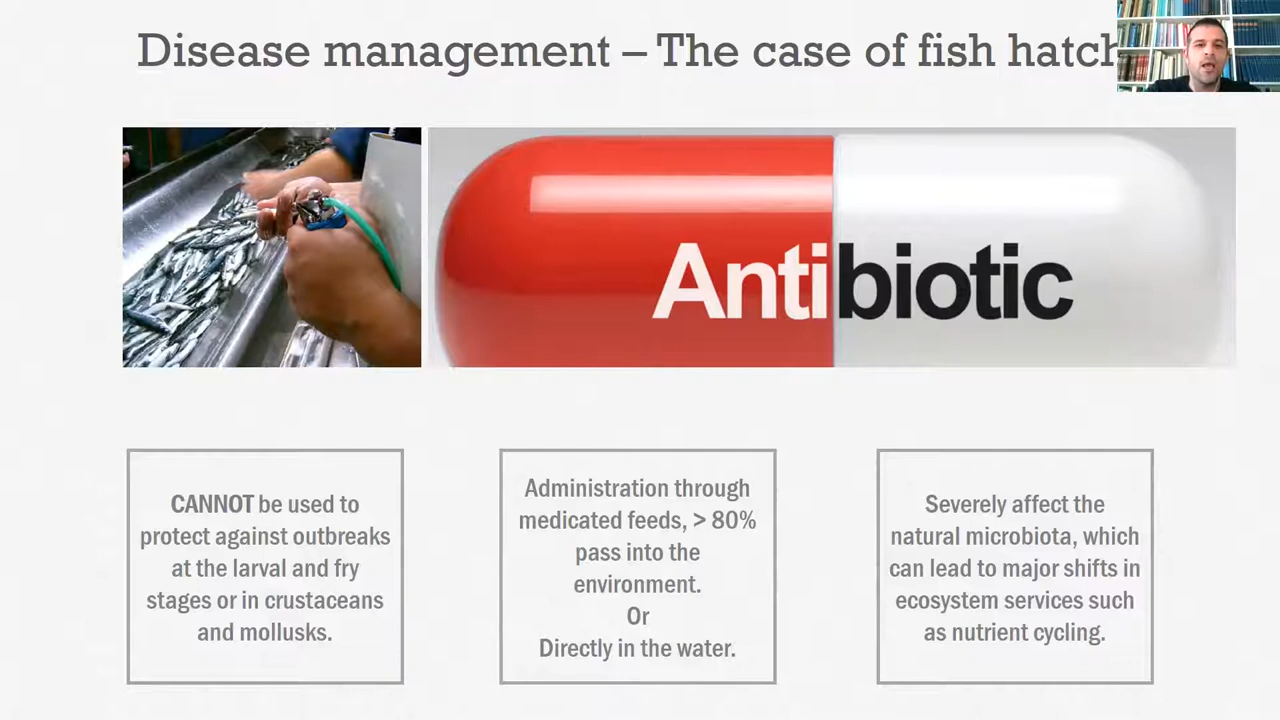 Disease management – The case of fish hatch
Antibiotic
CANNOT be used to
protect against outbreaks
at the larval and fry
stages or in crustaceans
and mollusks.
Administration through
medicated feeds, > 80%
pass into the
environment.
Or
Directly in the water.
Severely affect the
natural microbiota, which
can lead to major shifts in
ecosystem services such
as nutrient cycling.